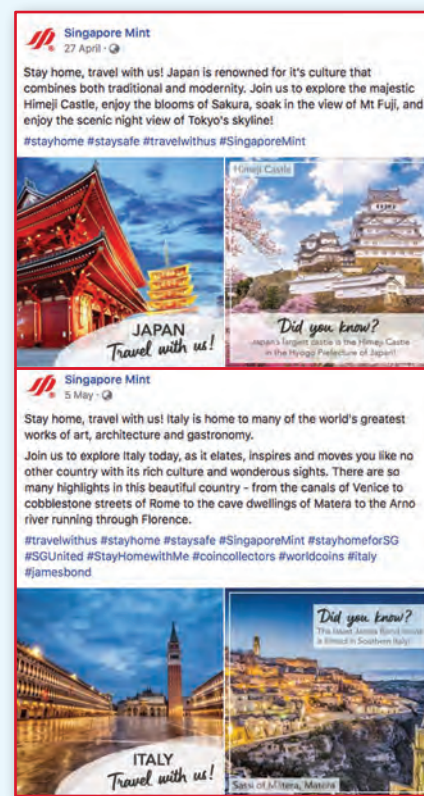 Singapore Mint
27 April ·
Stay home, travel with us! Japan is renowned for it's culture that
combines both traditional and modernity. Join us to explore the majestic
Himeji Castle, enjoy the blooms of Sakura, soak in the view of Mt Fuji, and
enjoy the scenic night view of Tokyo's skyline!
#stayhome #staysafe #travelwithus #SingaporeMint
JAPAN
Travel with us!
Himeji Castle
Did you know?
Japan's largest castle is the Himeji Castle
in the Hyogo Prefecture of Japan!
Singapore Mint
5 May ·
Stay home, travel with us! Italy is home to many of the world's greatest
works of art, architecture and gastronomy.
Join us to explore Italy today, as it elates, inspires and moves you like no
other country with its rich culture and wonderous sights. There are so
many highlights in this beautiful country - from the canals of Venice to
cobblestone streets of Rome to the cave dwellings of Matera to the Arno
river running through Florence.
#travelwithus #stayhome #staysafe #SingaporeMint #stayhomeforSG
#SGUnited #StayHomewithMe #coincollectors #worldcoins #italy
#jamesbond
ITALY
Travel with us!
Did you know?
The latest James Bond movie
is filmed in Southern Italy!
Sassi of Matera, Matera